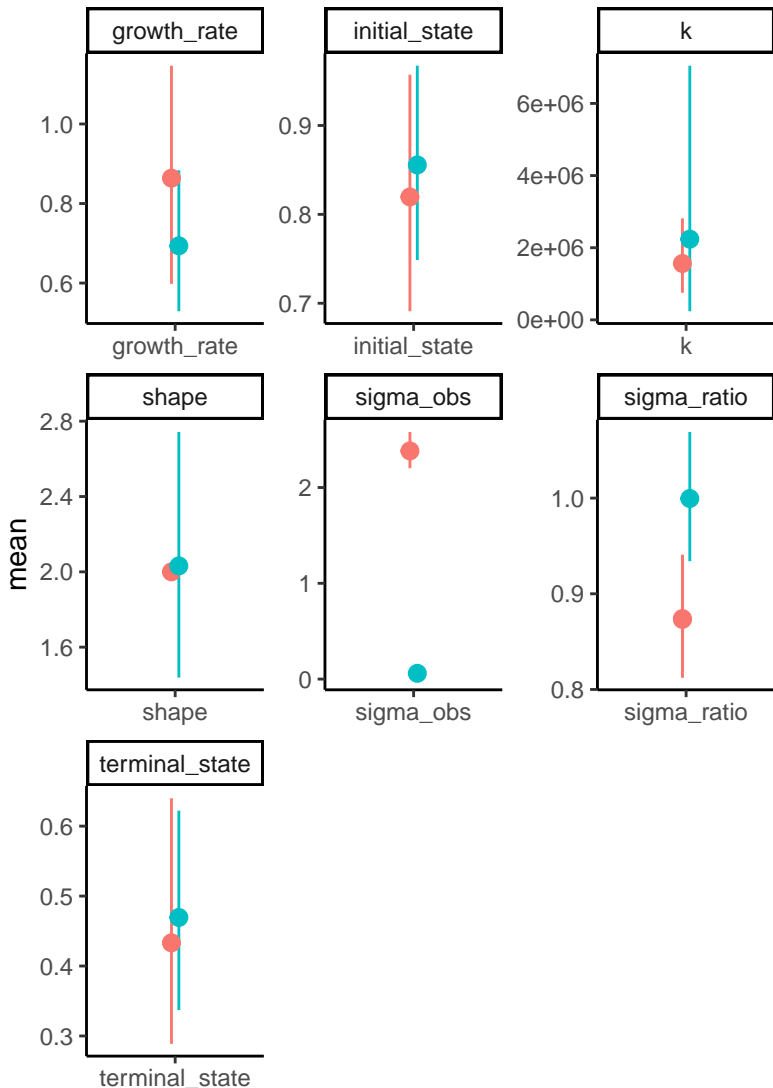 growth_rate initial_state k
1.0
0.8
0.6
0.9
0.8
0.7
6e+06
4e+06
2e+06
0e+00
growth_rate initial_state k
shape sigma_obs sigma_ratio
mean
2.8
2.4
2.0
1.6
2
1
0
1.0
0.9
0.8
shape sigma_obs sigma_ratio
terminal_state
0.6
0.5
0.4
0.3
terminal_state